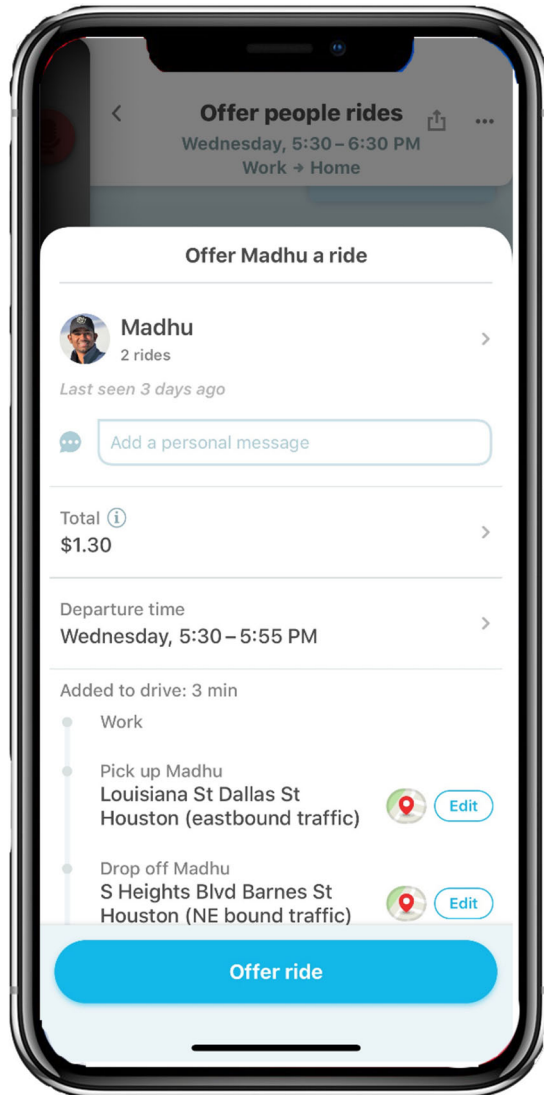 Offer people rides
Wednesday, 5:30 – 6:30 PM
Work → Home
Offer Madhu a ride
Madhu
2 rides
Last seen 3 days ago
Add a personal message
Total
$1.30
Departure time
Wednesday, 5:30 – 5:55 PM
Added to drive: 3 min
Work
Pick up Madhu
Louisiana St Dallas St
Houston (eastbound traffic)
Edit
Drop off Madhu
S Heights Blvd Barnes St
Houston (NE bound traffic)
Edit
Offer ride